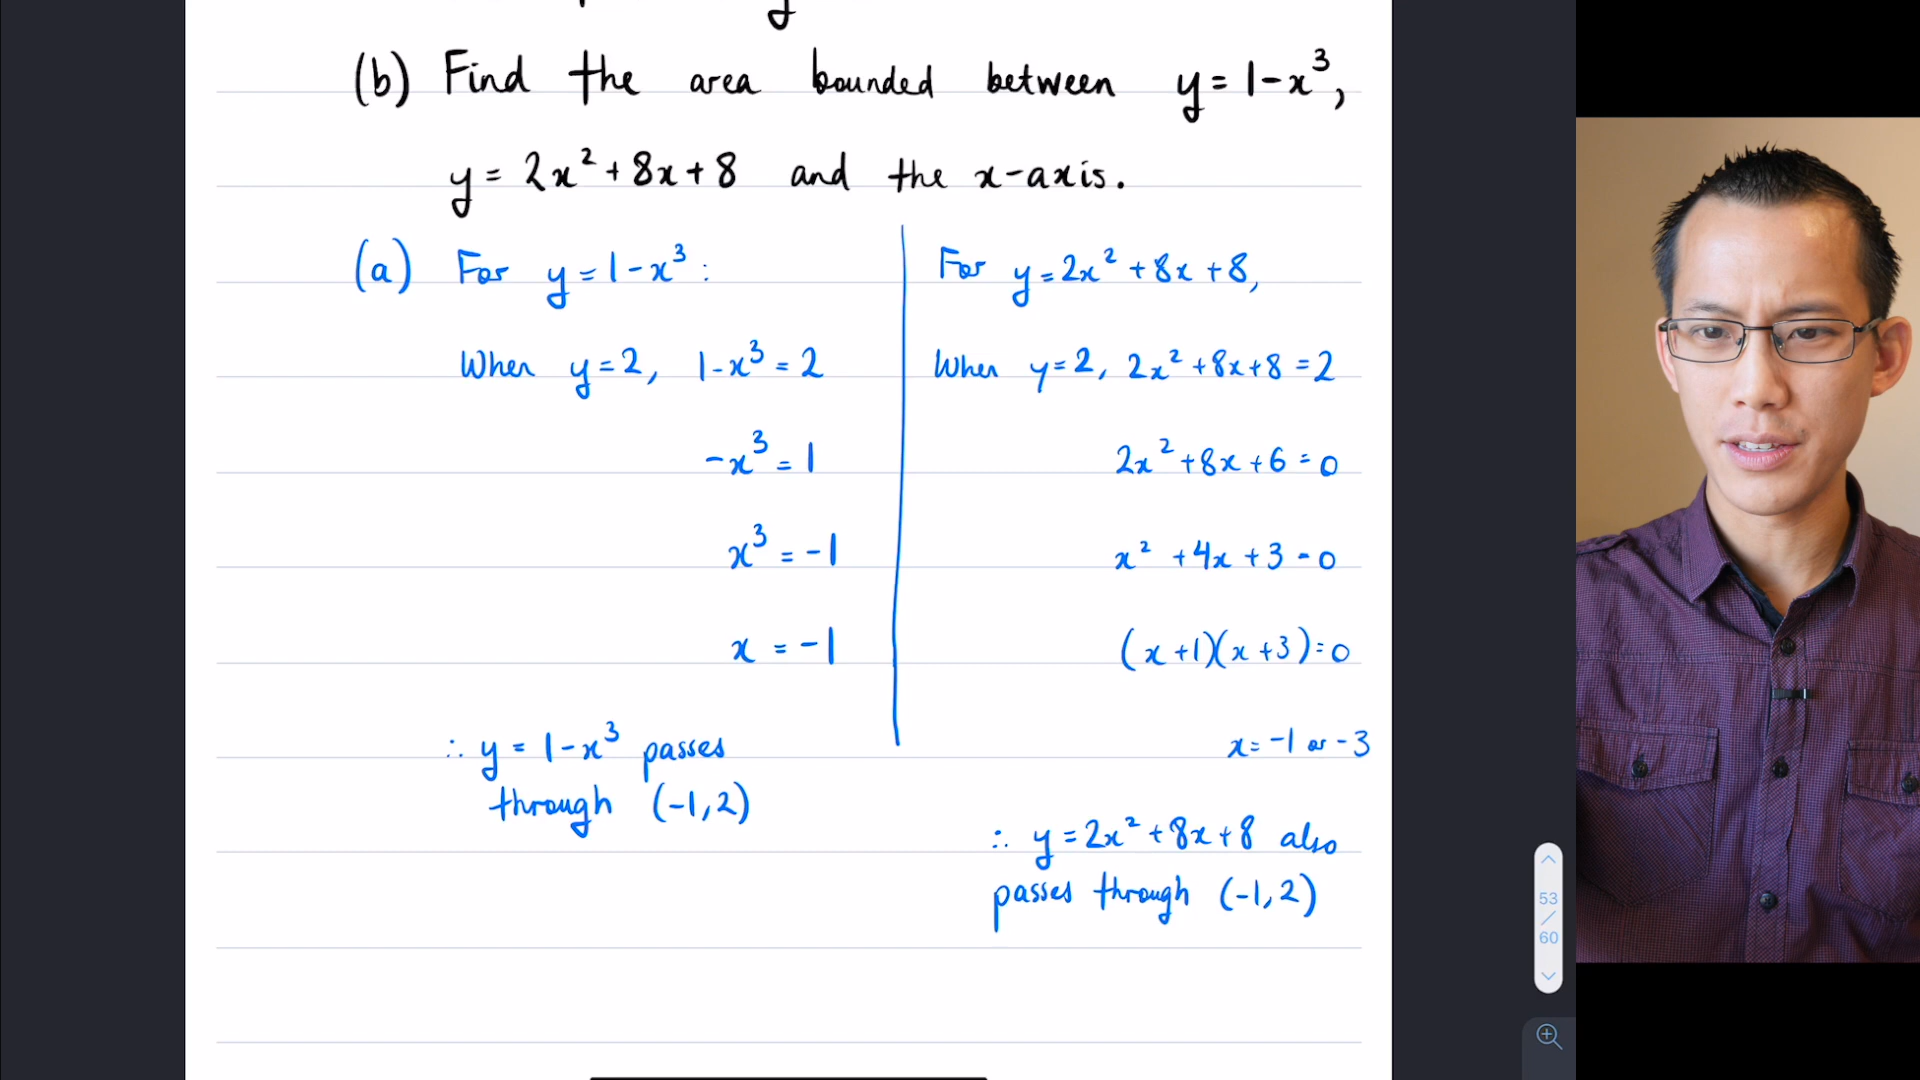 (b) Find the area bounded between y = 1-x³,
y = 2x² + 8x + 8 and the x-axis.
(a) For y = 1-x³ :
When y = 2, 1-x³ = 2
-x³ = 1
x³ = -1
x = -1
∴ y = 1-x³ passes
through (-1,2)
For y = 2x² + 8x + 8,
When y = 2, 2x² + 8x + 8 = 2
2x² + 8x + 6 = 0
x² + 4x + 3 = 0
(x+1)(x+3) = 0
x = -1 or -3
∴ y = 2x² + 8x + 8 also
passes through (-1,2)
53
/
60